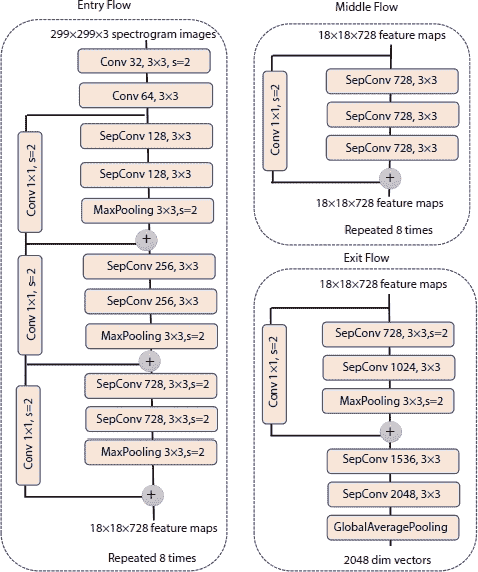 Entry Flow
299×299×3 spectrogram images
Conv 32, 3×3, s=2
Conv 64, 3×3
SepConv 128, 3×3
SepConv 128, 3×3
MaxPooling 3×3,s=2
Conv 1×1, s=2
+
SepConv 256, 3×3
SepConv 256, 3×3
MaxPooling 3×3,s=2
Conv 1×1, s=2
+
SepConv 728, 3×3,s=2
SepConv 728, 3×3,s=2
MaxPooling 3×3,s=2
Conv 1×1, s=2
+
18×18×728 feature maps
Repeated 8 times
Middle Flow
18×18×728 feature maps
SepConv 728, 3×3
SepConv 728, 3×3
SepConv 728, 3×3
Conv 1×1, s=2
+
18×18×728 feature maps
Repeated 8 times
Exit Flow
18×18×728 feature maps
SepConv 728, 3×3,s=2
SepConv 1024, 3×3
MaxPooling 3×3,s=2
Conv 1×1, s=2
+
SepConv 1536, 3×3
SepConv 2048, 3×3
GlobalAveragePooling
2048 dim vectors